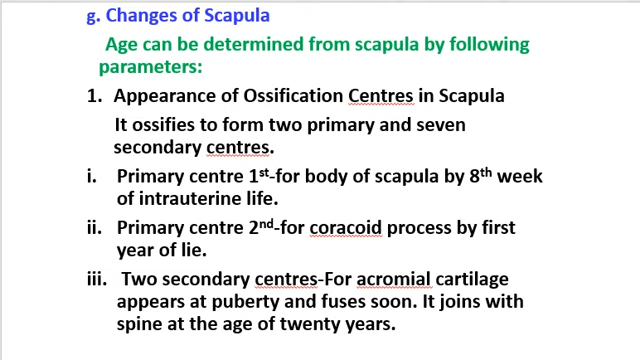 g. Changes of Scapula
Age can be determined from scapula by following
parameters:
1. Appearance of Ossification Centres in Scapula
It ossifies to form two primary and seven
secondary centres.
i. Primary centre 1st-for body of scapula by 8th week
of intrauterine life.
ii. Primary centre 2nd-for coracoid process by first
year of lie.
iii. Two secondary centres-For acromial cartilage
appears at puberty and fuses soon. It joins with
spine at the age of twenty years.